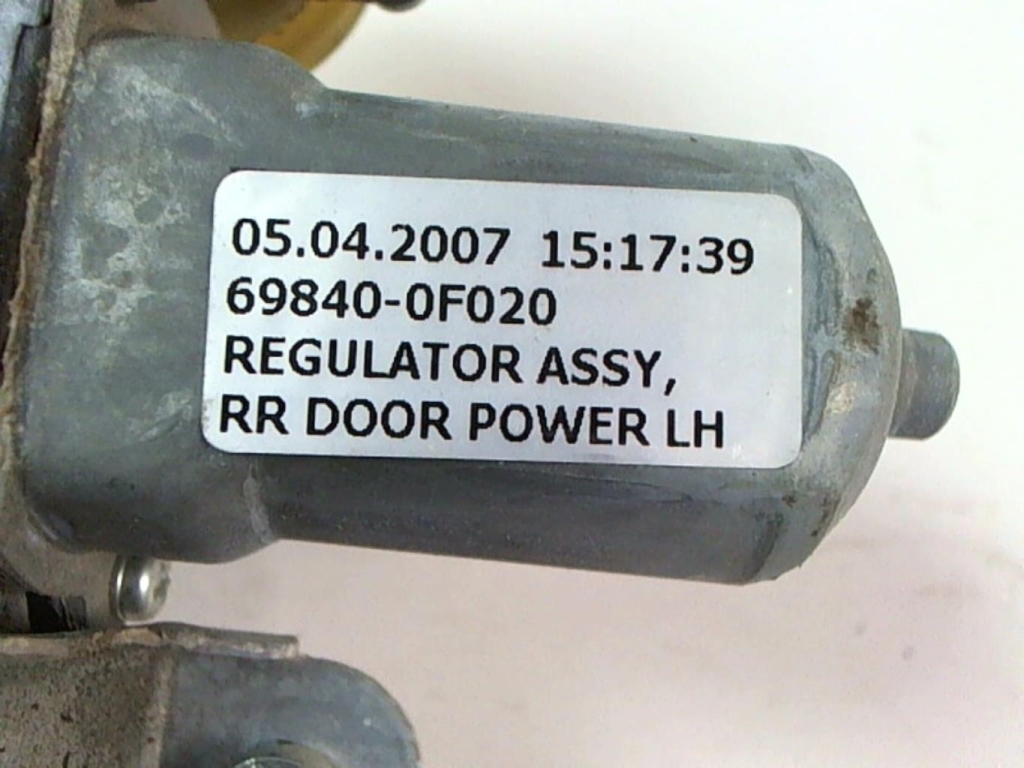 05.04.2007 15:17:39
69840-0F020
REGULATOR ASSY,
RR DOOR POWER LH